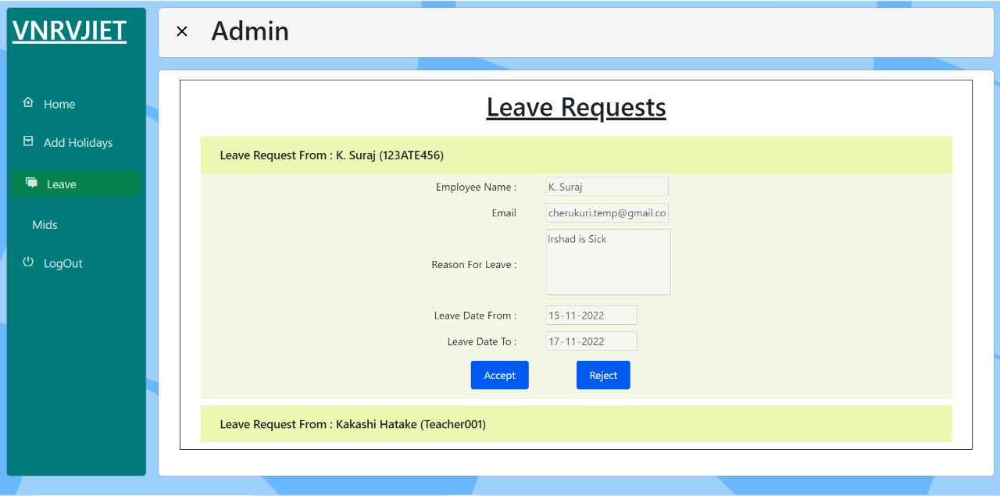 VNRVJIET
Home
Add Holidays
Leave
Mids
LogOut
Admin
Leave Requests
Leave Request From : K. Suraj (123ATE456)
Employee Name : K. Suraj
Email cherukuri.temp@gmail.co
Reason For Leave : Irshad is Sick
Leave Date From : 15-11-2022
Leave Date To : 17-11-2022
Accept Reject
Leave Request From : Kakashi Hatake (Teacher001)